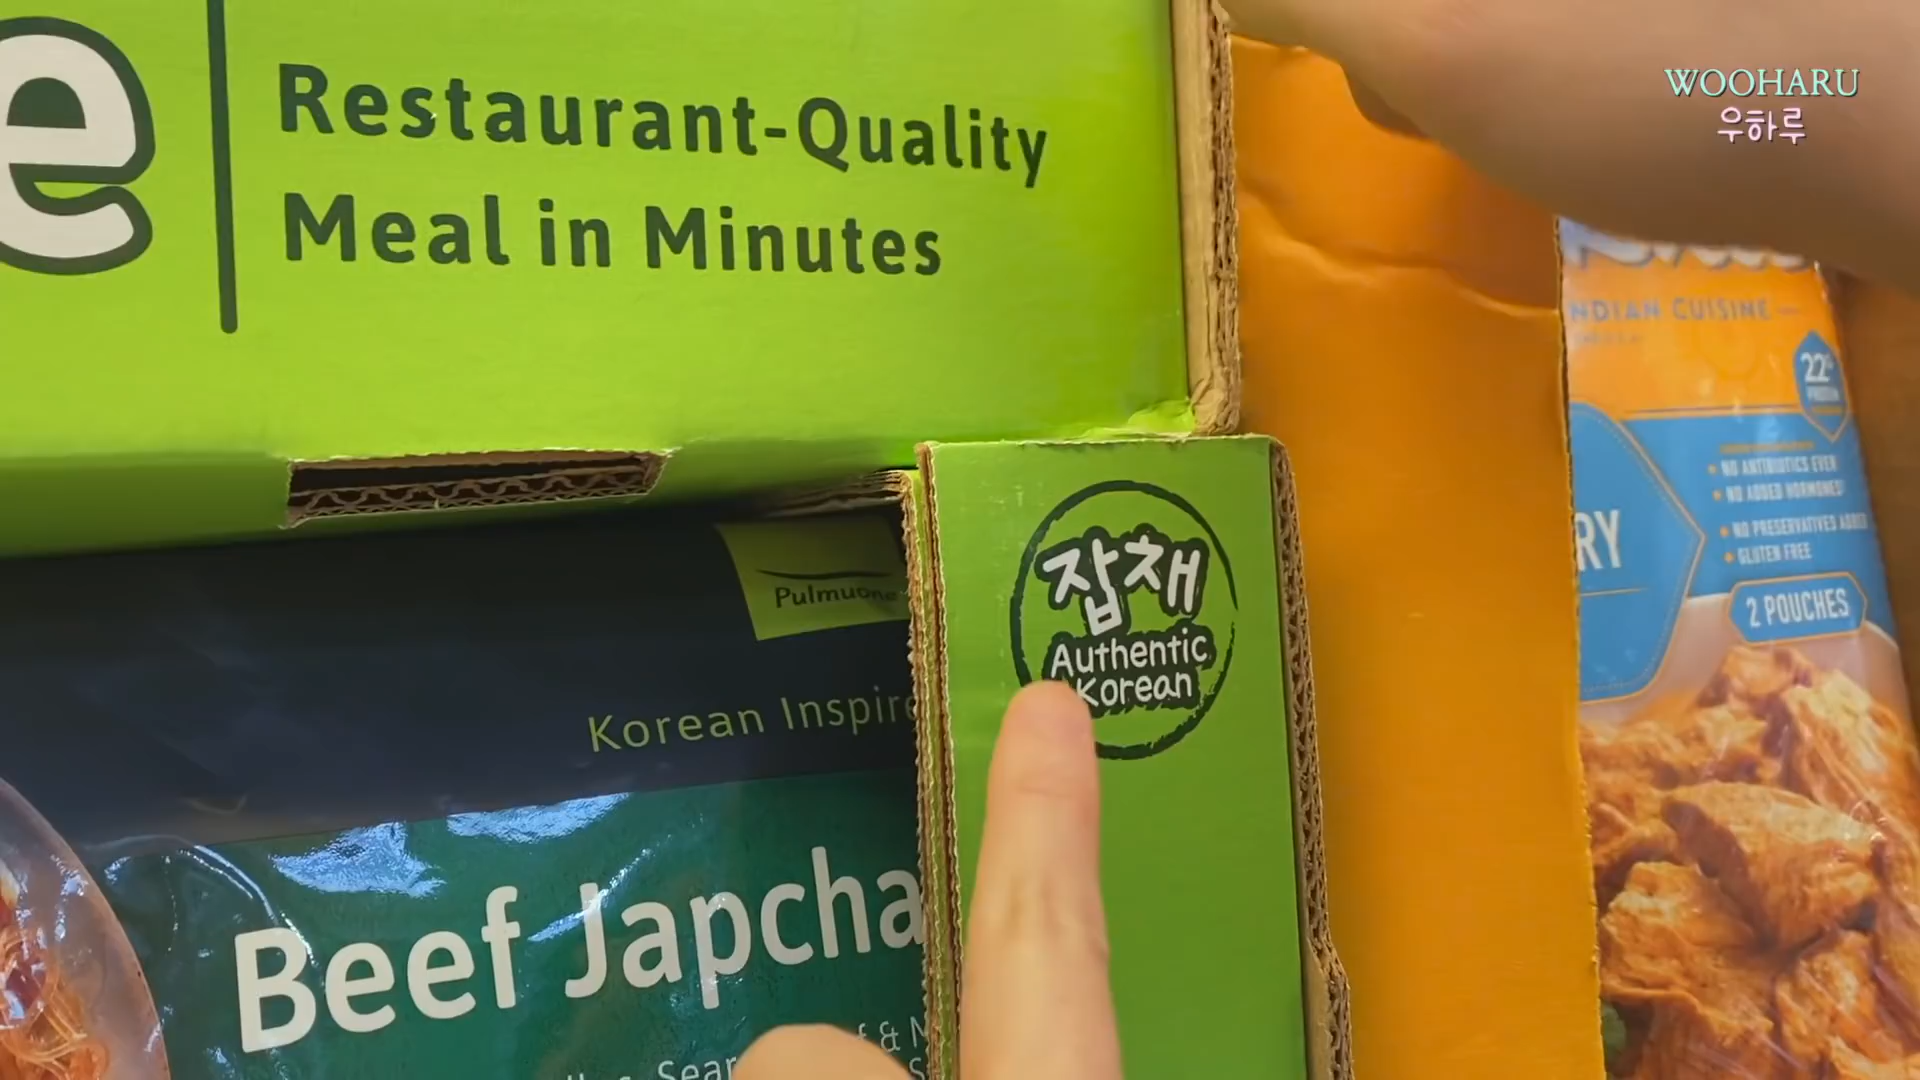 WOOHARU
우하루
e
Restaurant-Quality
Meal in Minutes
Pulmuone
Korean Inspire
Beef Japcha
잡채
Authentic
Korean
NDIAN CUISINE
22g
PROTEIN
NO ANTIBIOTICS EVER
NO ADDED HORMONES
NO PRESERVATIVES ADDED
GLUTEN FREE
RY
2 POUCHES